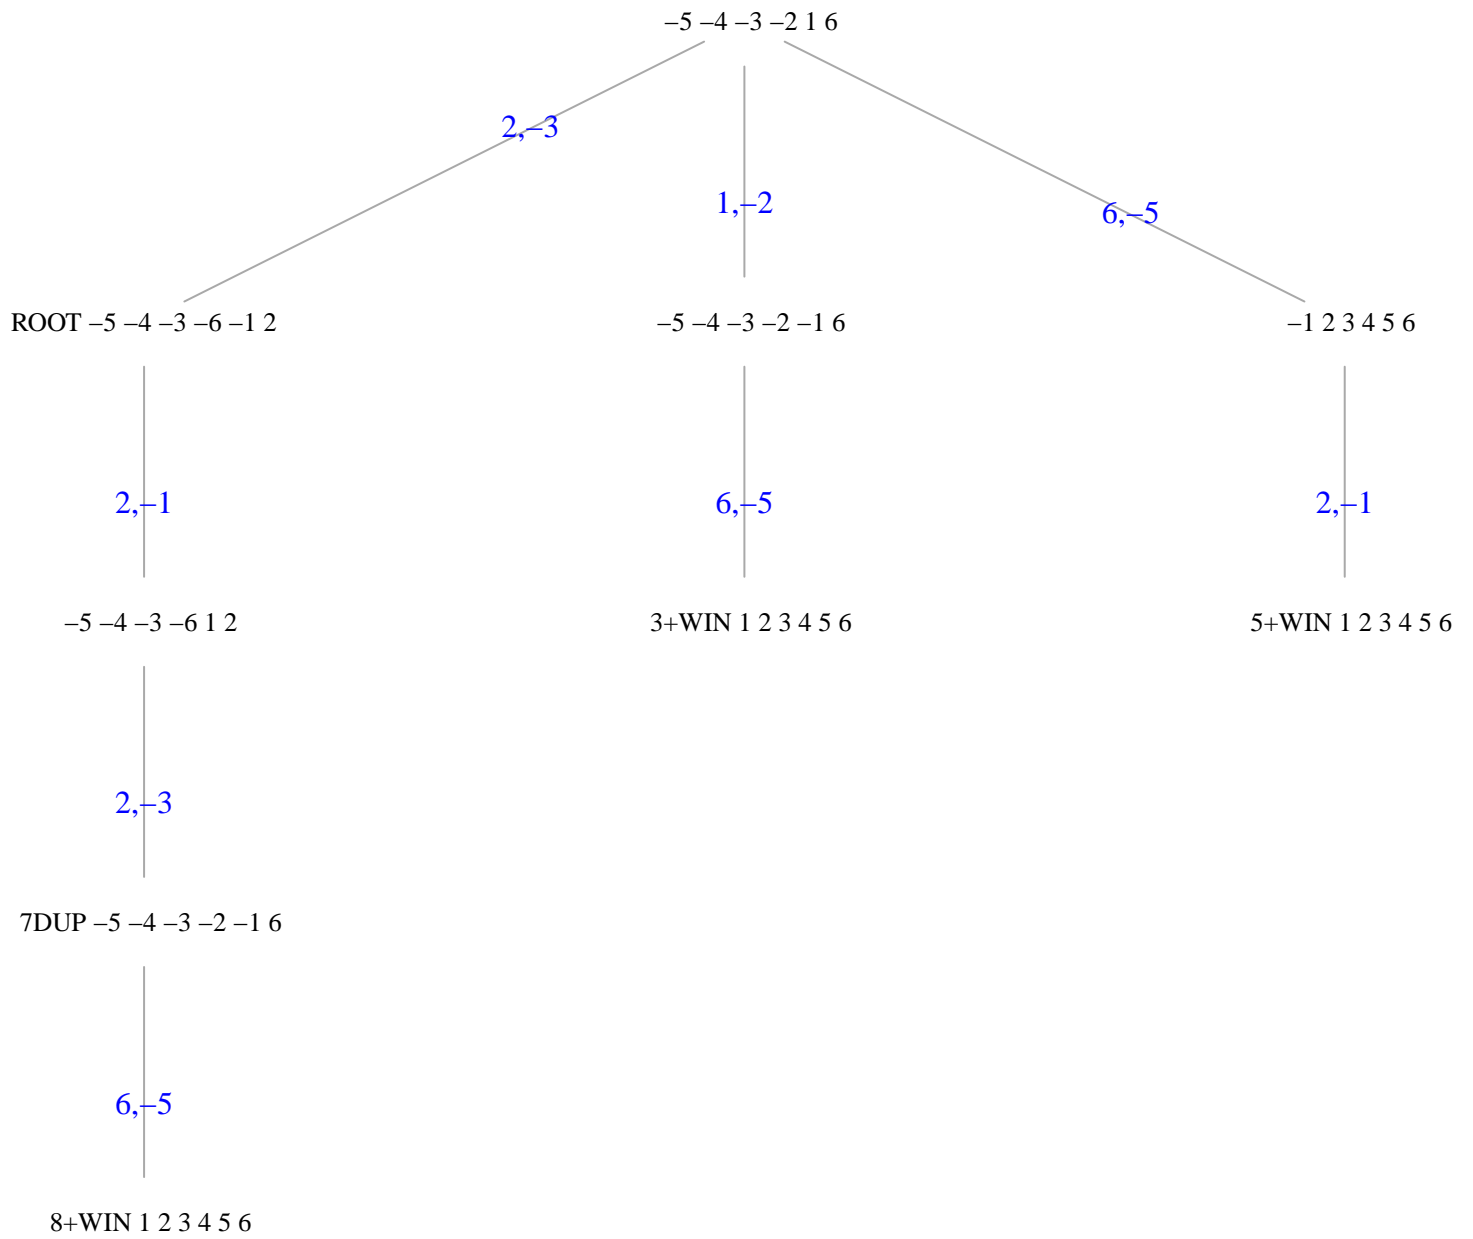 –5 –4 –3 –2 1 6
2,–3
1,–2
6,–5
ROOT –5 –4 –3 –6 –1 2
–5 –4 –3 –2 –1 6
–1 2 3 4 5 6
2,–1
6,–5
2,–1
–5 –4 –3 –6 1 2
3+WIN 1 2 3 4 5 6
5+WIN 1 2 3 4 5 6
2,–3
7DUP –5 –4 –3 –2 –1 6
6,–5
8+WIN 1 2 3 4 5 6